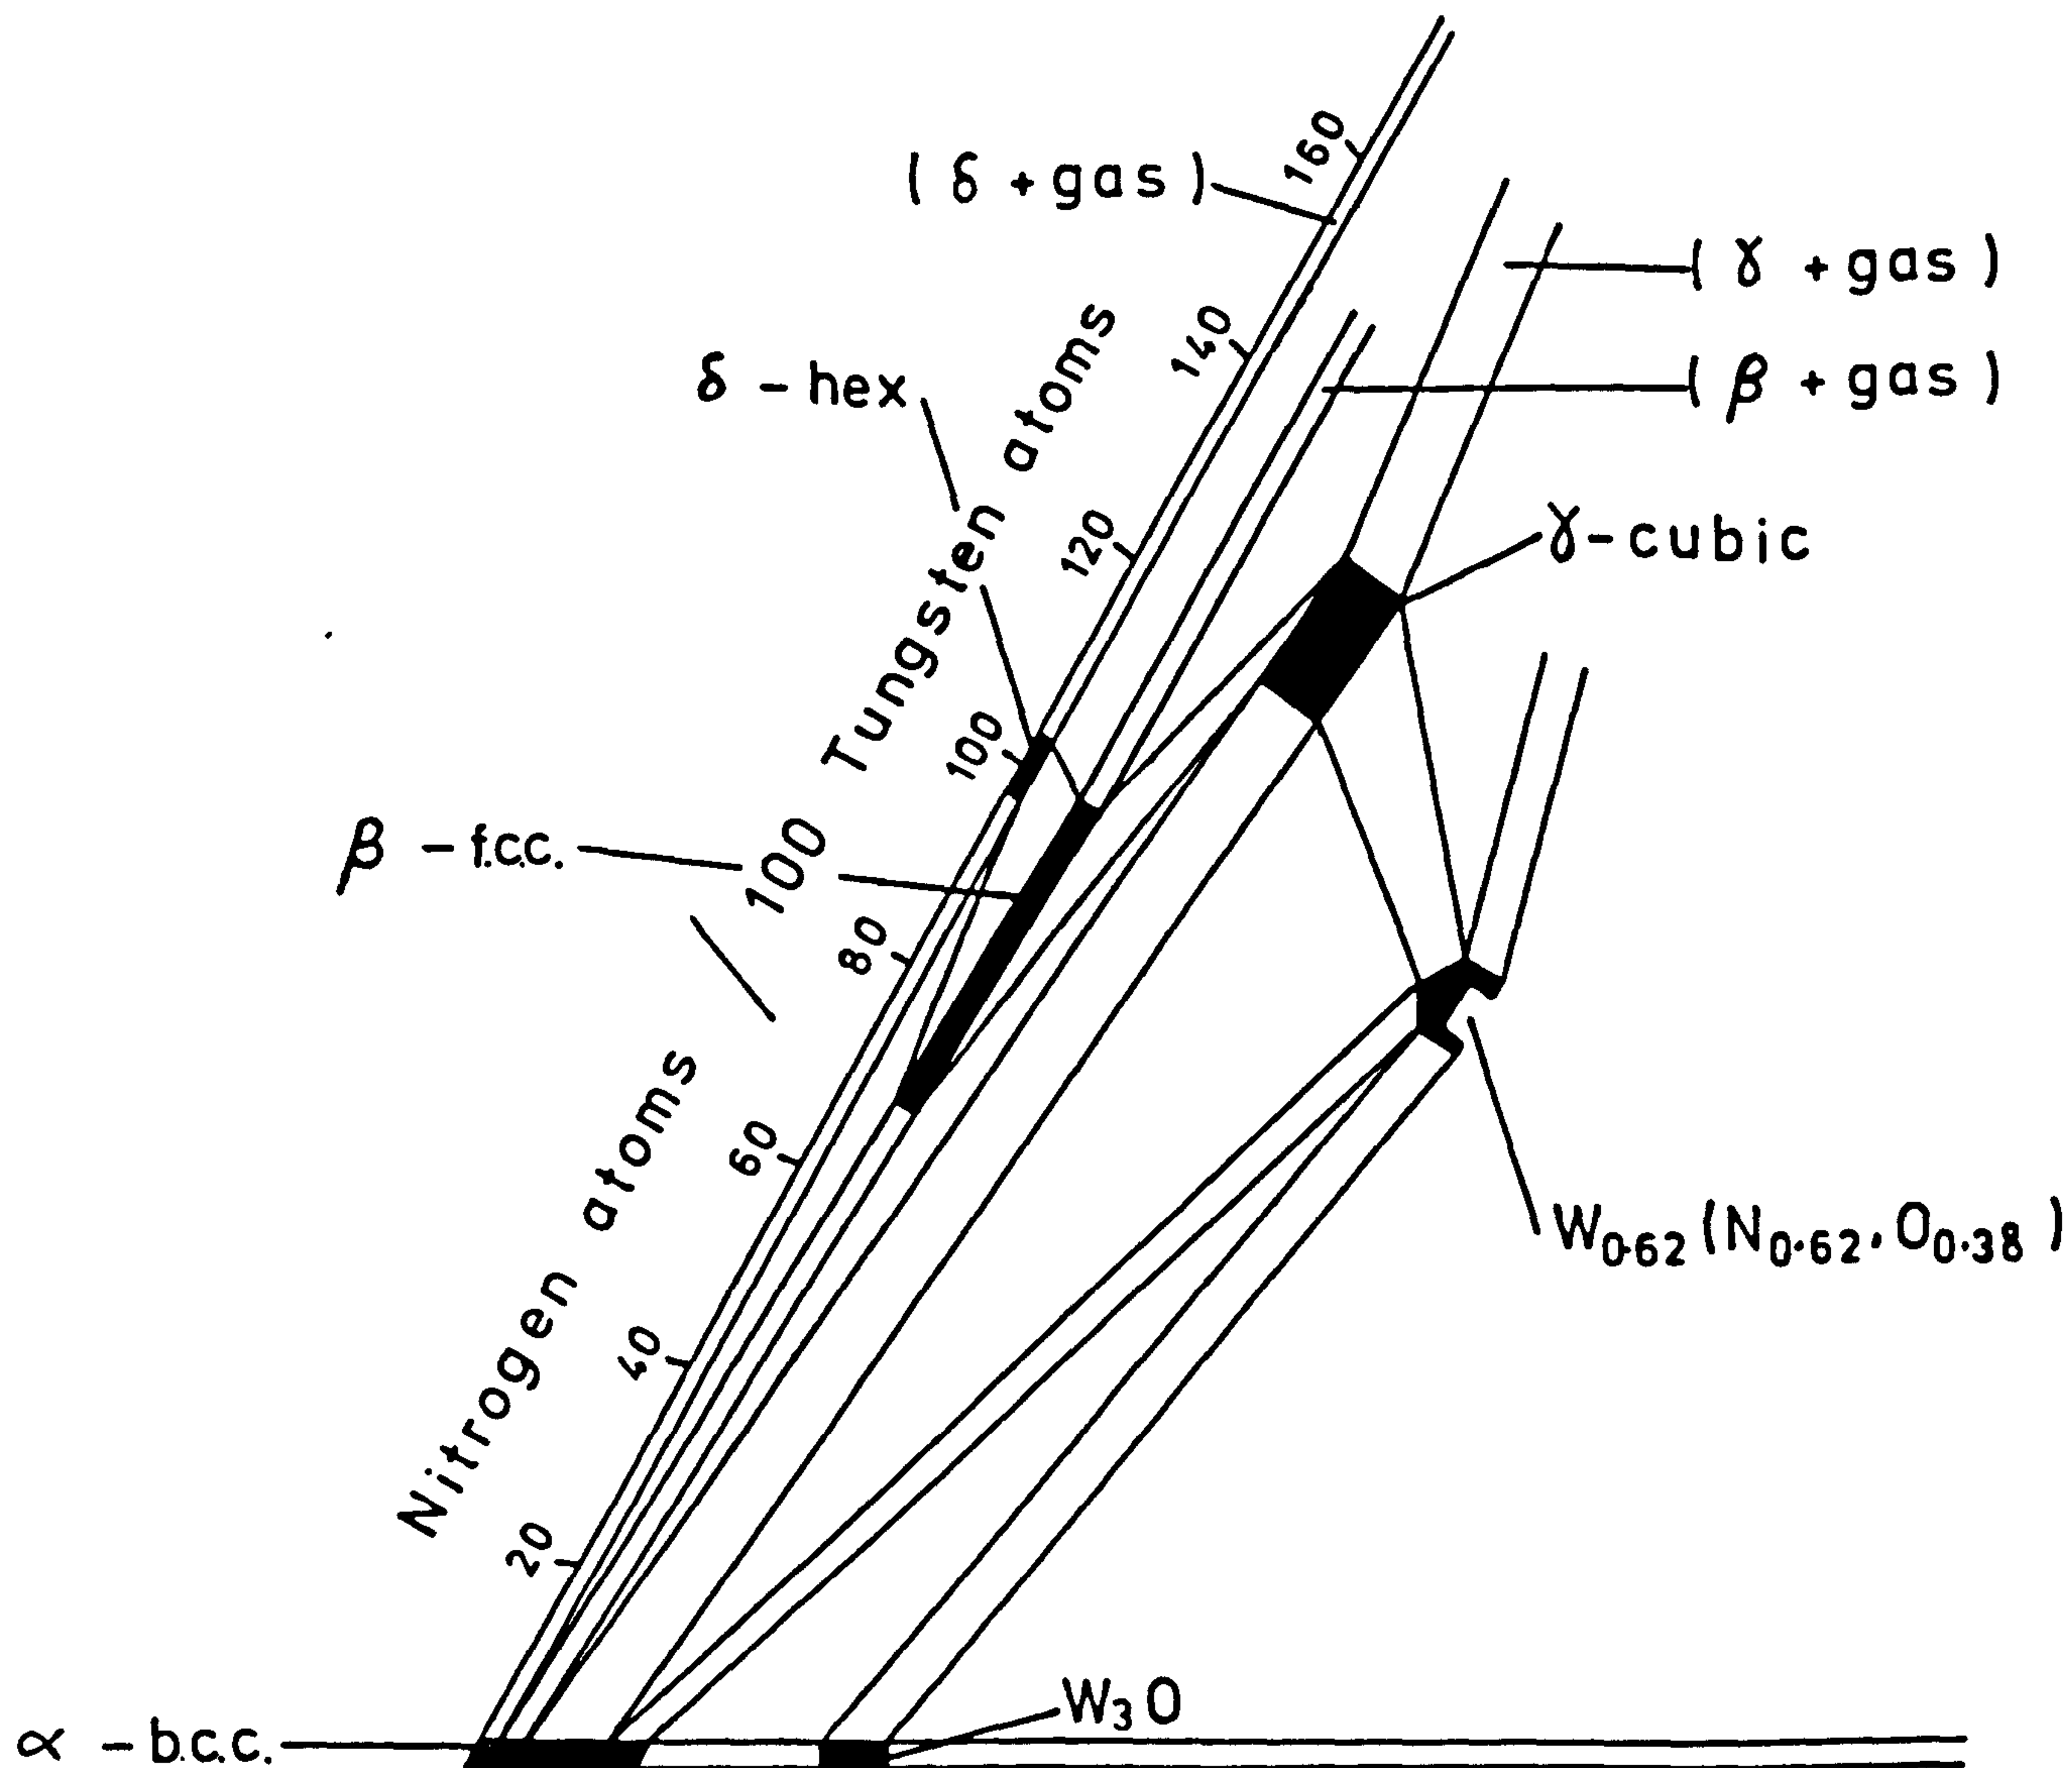 160
( δ + gas )
( γ + gas )
140
( β + gas )
δ - hex
γ - cubic
120
100
β - f.c.c.
80
Nitrogen atoms / 100 Tungsten atoms
60
W0.62 (N0.62, O0.38 )
40
20
W3O
α - b.c.c.